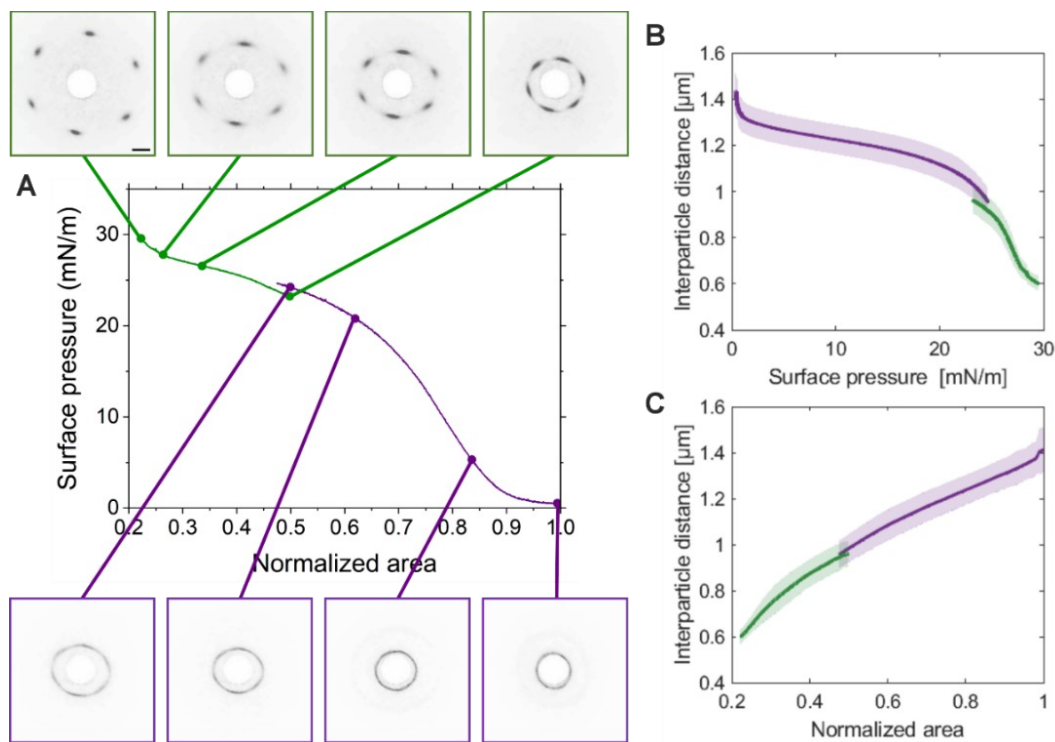 A
Surface pressure (mN/m)
30
20
10
0
0.2 0.3 0.4 0.5 0.6 0.7 0.8 0.9 1.0
Normalized area
B
Interparticle distance [µm]
1.6
1.4
1.2
1
0.8
0.6
0.4
0 10 20 30
Surface pressure [mN/m]
C
Interparticle distance [µm]
1.6
1.4
1.2
1
0.8
0.6
0.4
0.2 0.4 0.6 0.8 1
Normalized area